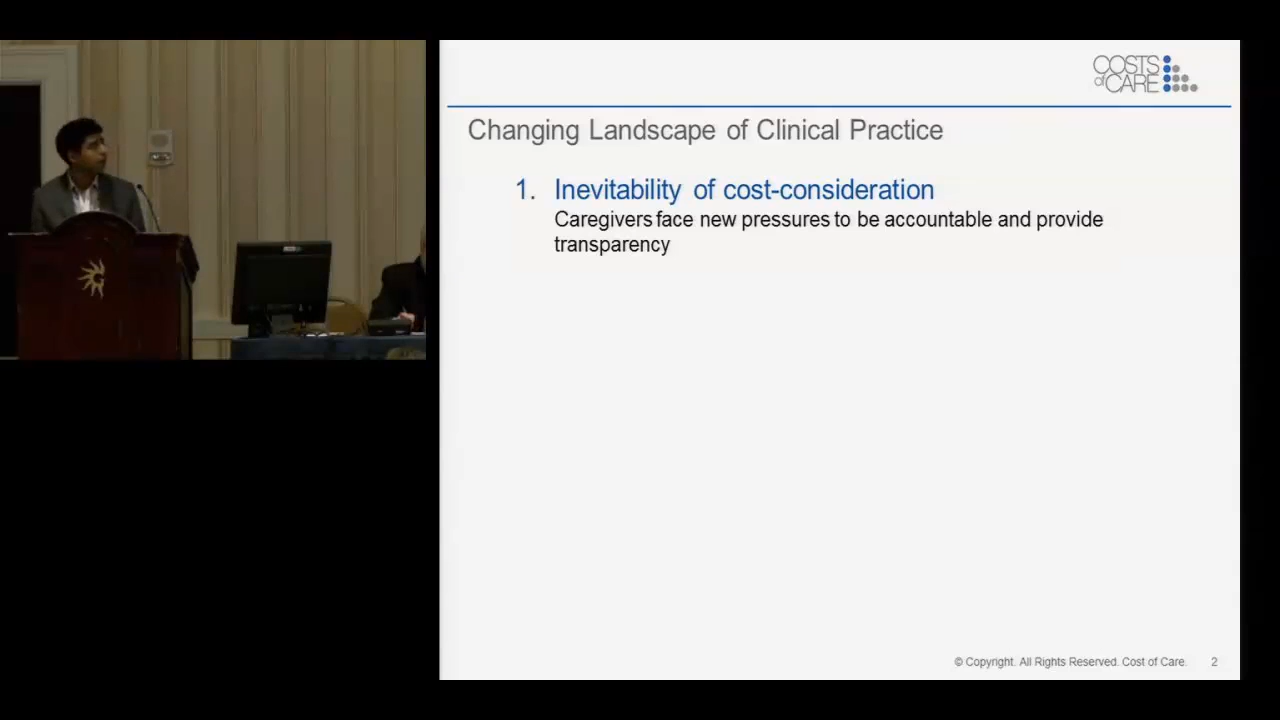 COSTS
of CARE
Changing Landscape of Clinical Practice
1. Inevitability of cost-consideration
Caregivers face new pressures to be accountable and provide
transparency
© Copyright. All Rights Reserved. Cost of Care. 2